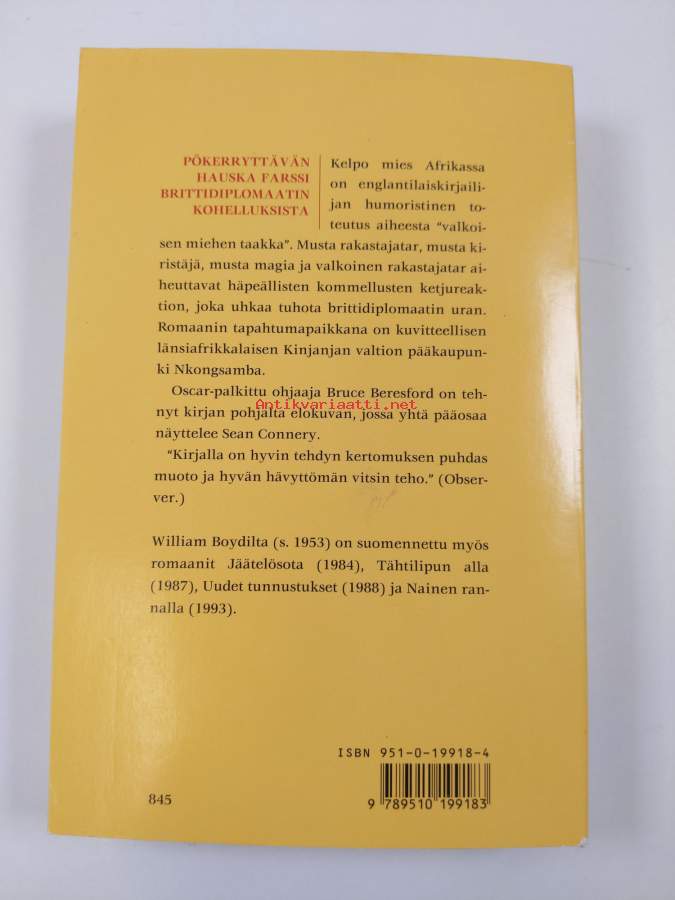 PÖKERRYTTÄVÄN
HAUSKA FARSSI
BRITTIDIPLOMAATIN
KOHELLUKSISTA
Kelpo mies Afrikassa
on englantilaiskirjaili-
jan humoristinen to-
teutus aiheesta “valkoi-
sen miehen taakka”. Musta rakastajatar, musta ki-
ristäjä, musta magia ja valkoinen rakastajatar ai-
heuttavat häpeällisten kommellusten ketjureak-
tion, joka uhkaa tuhota brittidiplomaatin uran.
Romaanin tapahtumapaikkana on kuvitteellisen
länsiafrikkalaisen Kinjanjan valtion pääkaupun-
ki Nkongsamba.
Oscar-palkittu ohjaaja Bruce Beresford on teh-
nyt kirjan pohjalta elokuvan, jossa yhtä pääosaa
näyttelee Sean Connery.
“Kirjalla on hyvin tehdyn kertomuksen puhdas
muoto ja hyvän hävyttömän vitsin teho.” (Obser-
ver.)
William Boydilta (s. 1953) on suomennettu myös
romaanit Jäätelösota (1984), Tähtilipun alla
(1987), Uudet tunnustukset (1988) ja Nainen ran-
nalla (1993).
Antikvariaatti.net
ISBN 951-0-19918-4
845
9 789510 199183